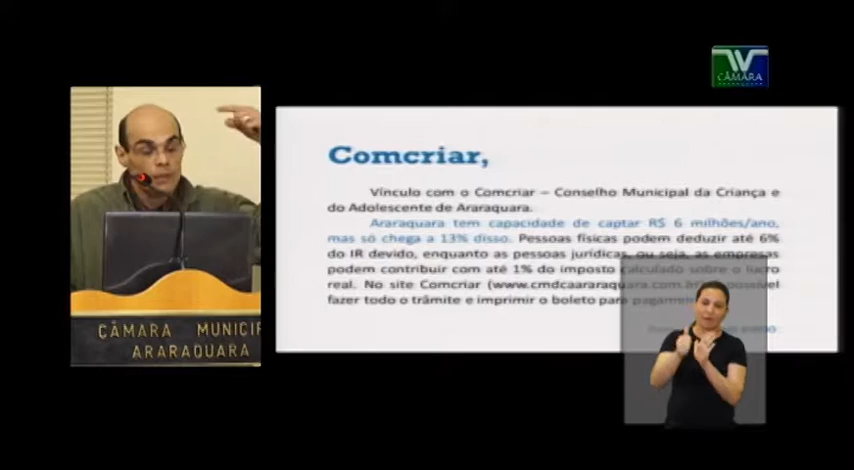 CÂMARA
Comcriar,
Vínculo com o Comcriar – Conselho Municipal da Criança e
do Adolescente de Araraquara.
Araraquara tem capacidade de captar R$ 6 milhões/ano,
mas só chega a 13% disso. Pessoas físicas podem deduzir até 6%
do IR devido, enquanto as pessoas jurídicas, ou seja, as empresas
podem contribuir com até 1% do imposto calculado sobre o lucro
real. No site Comcriar (www.cmdcaararaquara.com.br) é possível
fazer todo o trâmite e imprimir o boleto para pagamento
CÂMARA MUNICIP
ARARAQUARA